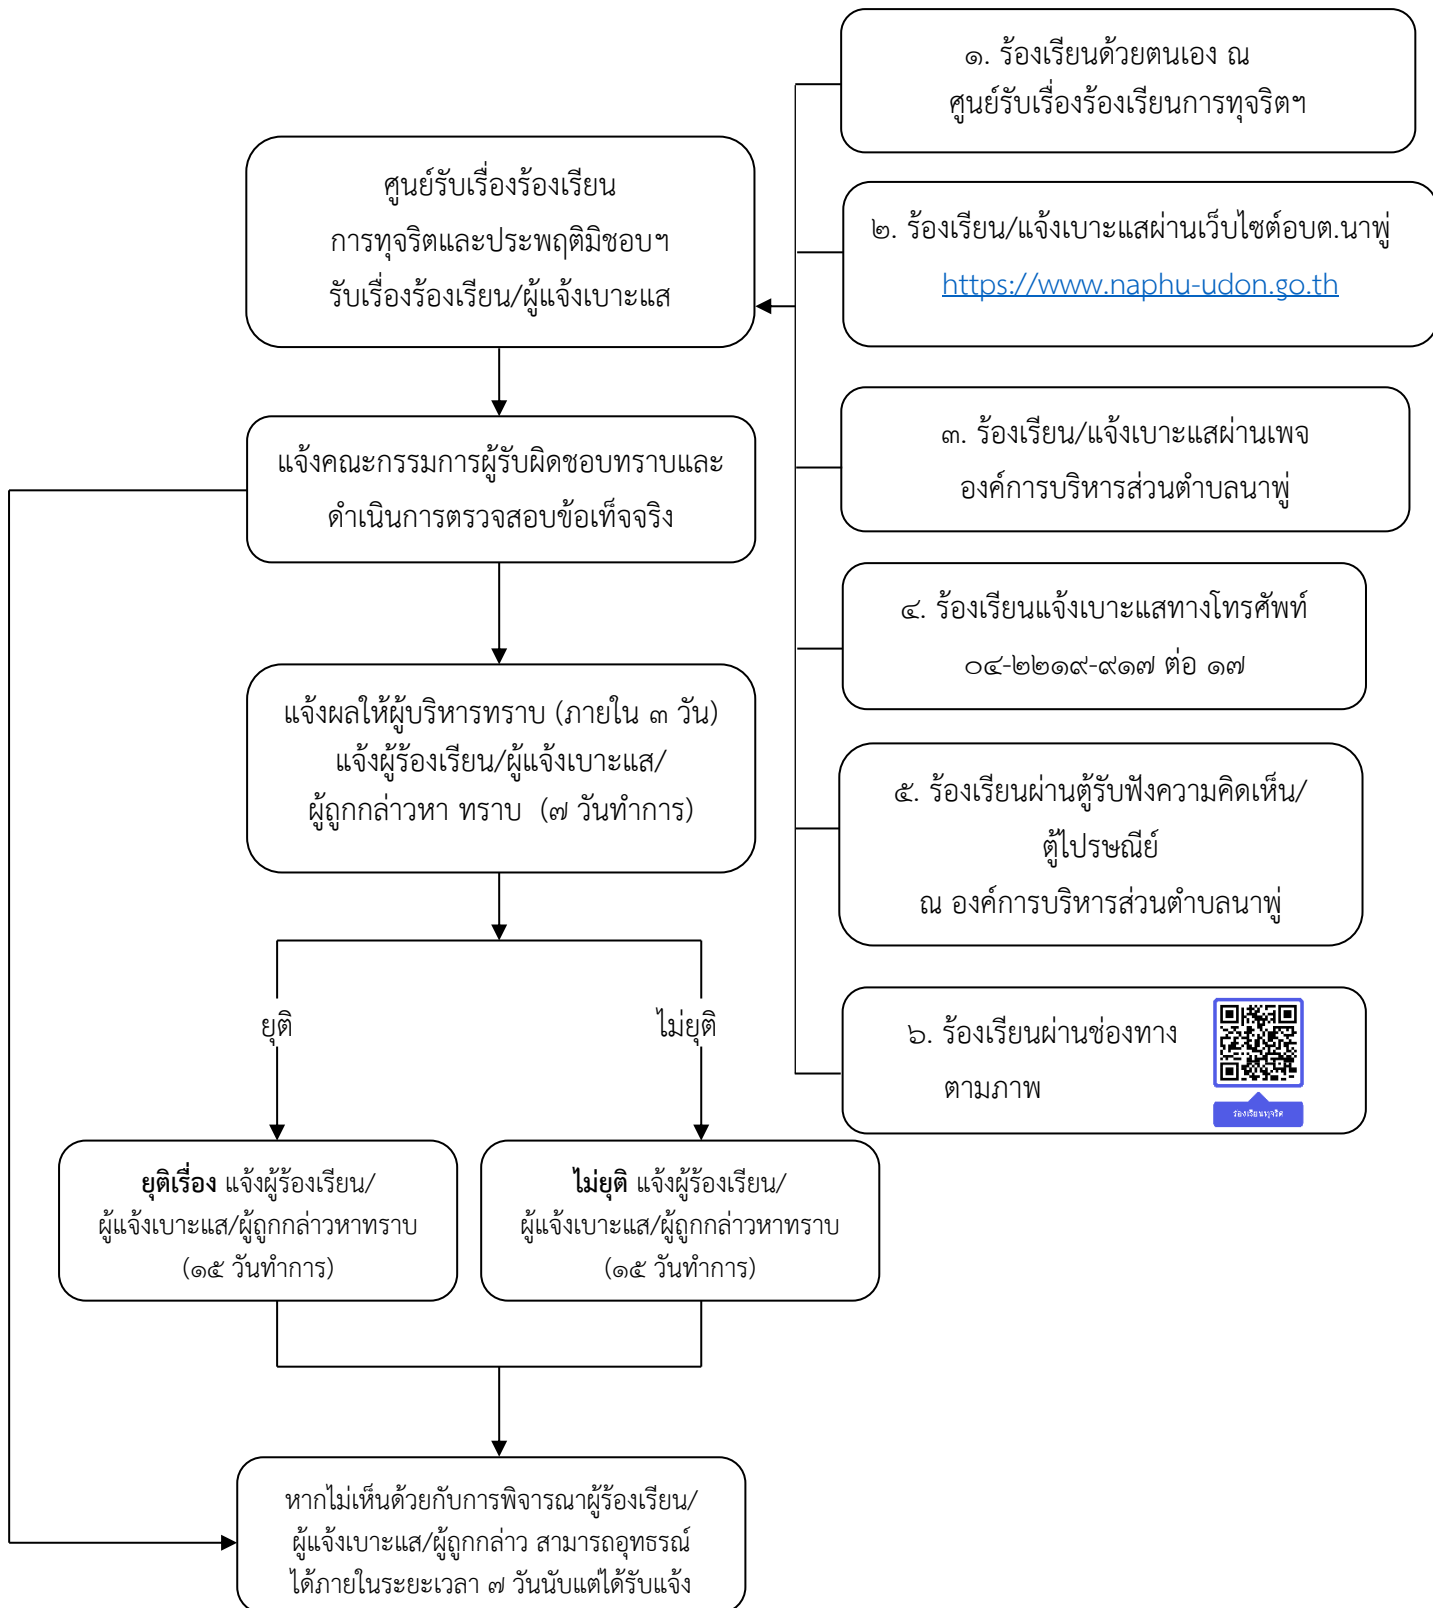 ๑. ร้องเรียนด้วยตนเอง ณ
ศูนย์รับเรื่องร้องเรียนการทุจริตฯ
ศูนย์รับเรื่องร้องเรียน
การทุจริตและประพฤติมิชอบฯ
รับเรื่องร้องเรียน/ผู้แจ้งเบาะแส
๒. ร้องเรียน/แจ้งเบาะแสผ่านเว็บไซต์อบต.นาพู่
https://www.naphu-udon.go.th
๓. ร้องเรียน/แจ้งเบาะแสผ่านเพจ
องค์การบริหารส่วนตำบลนาพู่
แจ้งคณะกรรมการผู้รับผิดชอบทราบและ
ดำเนินการตรวจสอบข้อเท็จจริง
๔. ร้องเรียนแจ้งเบาะแสทางโทรศัพท์
๐๔-๒๒๑๙-๙๑๗ ต่อ ๑๗
แจ้งผลให้ผู้บริหารทราบ (ภายใน ๓ วัน)
แจ้งผู้ร้องเรียน/ผู้แจ้งเบาะแส/
ผู้ถูกกล่าวหา ทราบ (๗ วันทำการ)
๕. ร้องเรียนผ่านตู้รับฟังความคิดเห็น/
ตู้ไปรษณีย์
ณ องค์การบริหารส่วนตำบลนาพู่
ยุติ
ไม่ยุติ
๖. ร้องเรียนผ่านช่องทาง
ตามภาพ
ร้องเรียนทุจริต
ยุติเรื่อง แจ้งผู้ร้องเรียน/
ผู้แจ้งเบาะแส/ผู้ถูกกล่าวหาทราบ
(๑๕ วันทำการ)
ไม่ยุติ แจ้งผู้ร้องเรียน/
ผู้แจ้งเบาะแส/ผู้ถูกกล่าวหาทราบ
(๑๕ วันทำการ)
หากไม่เห็นด้วยกับการพิจารณาผู้ร้องเรียน/
ผู้แจ้งเบาะแส/ผู้ถูกกล่าว สามารถอุทธรณ์
ได้ภายในระยะเวลา ๗ วันนับแต่ได้รับแจ้ง